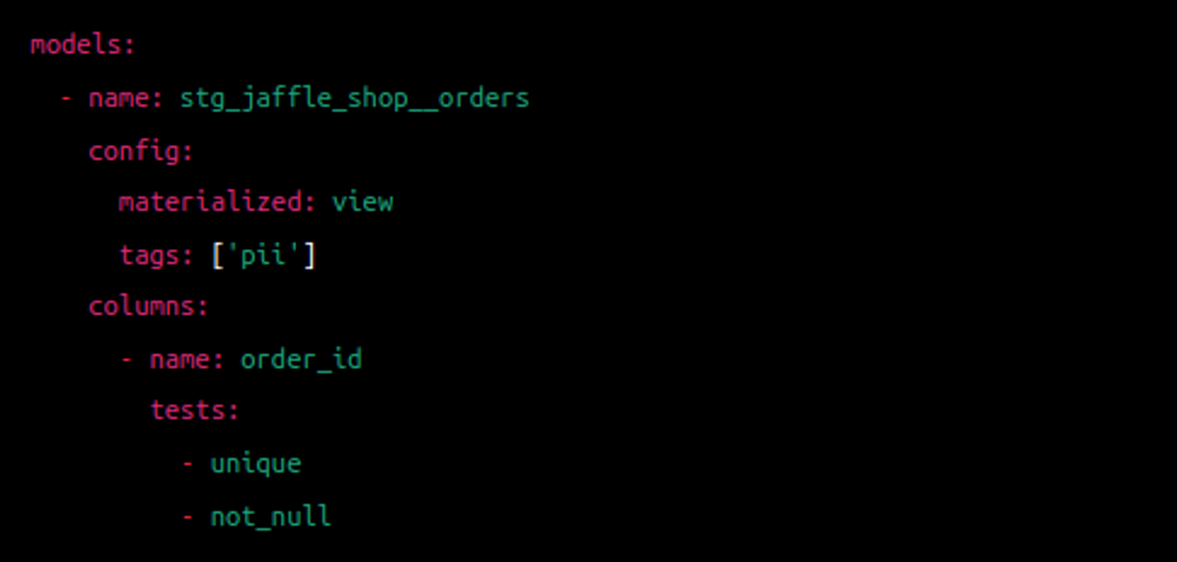 models:
  - name: stg_jaffle_shop__orders
    config:
      materialized: view
      tags: ['pii']
    columns:
      - name: order_id
        tests:
          - unique
          - not_null